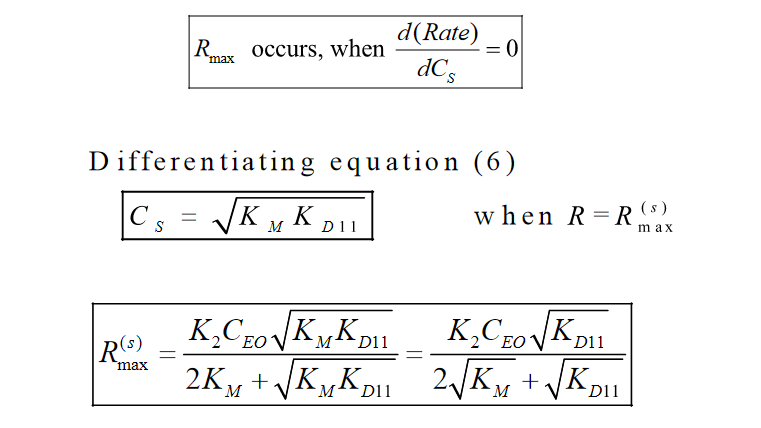 R_max occurs, when d(Rate)/dC_S = 0
Differentiating equation (6)
C_S = √(K_M K_D11) when R = R_max^(s)
R_max^(s) = K_2 C_EO √(K_M K_D11) / (2K_M + √(K_M K_D11)) = K_2 C_EO √(K_D11) / (2√(K_M) + √(K_D11))